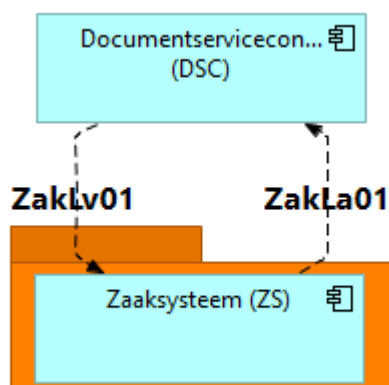 Documentservicecon...
(DSC)
ZakLv01 ZakLa01
Zaaksysteem (ZS)